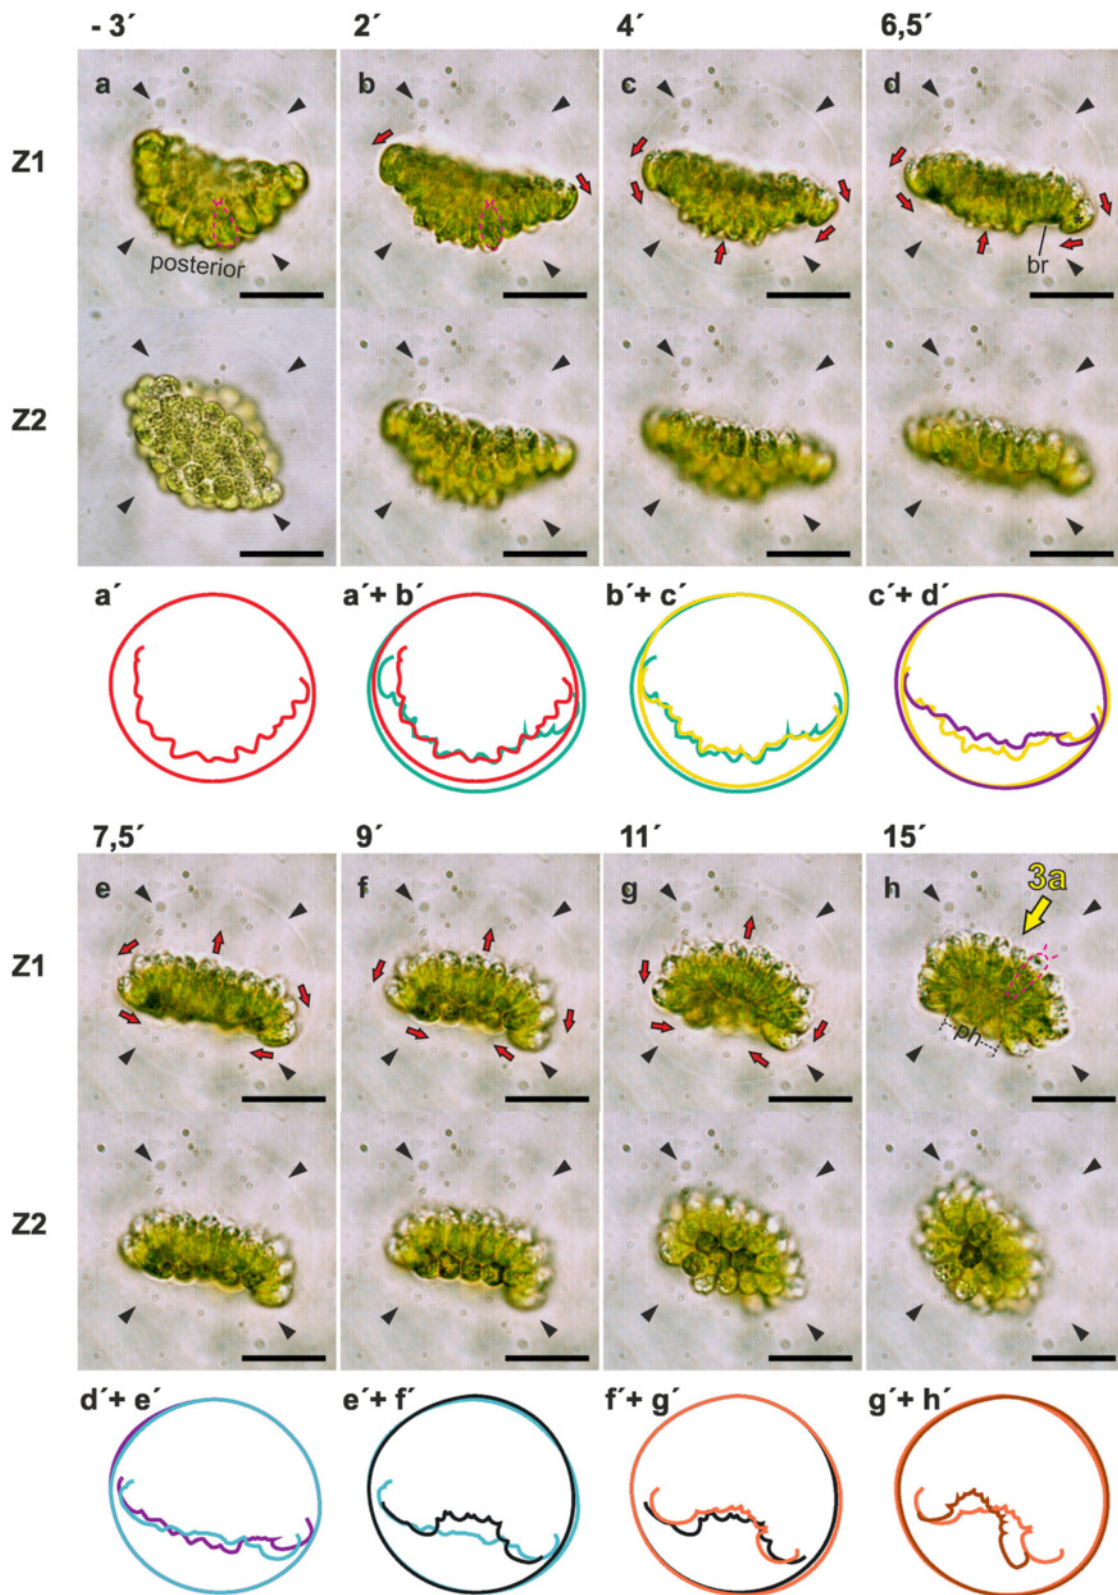 - 3´ 2´ 4´ 6,5´
Z1 a b c d
posterior
* br
Z2
a´ a´+ b´ b´+ c´ c´+ d´
7,5´ 9´ 11´ 15´
Z1 e f g h 3a
ph
Z2
d´+ e´ e´+ f´ f´+ g´ g´+ h´